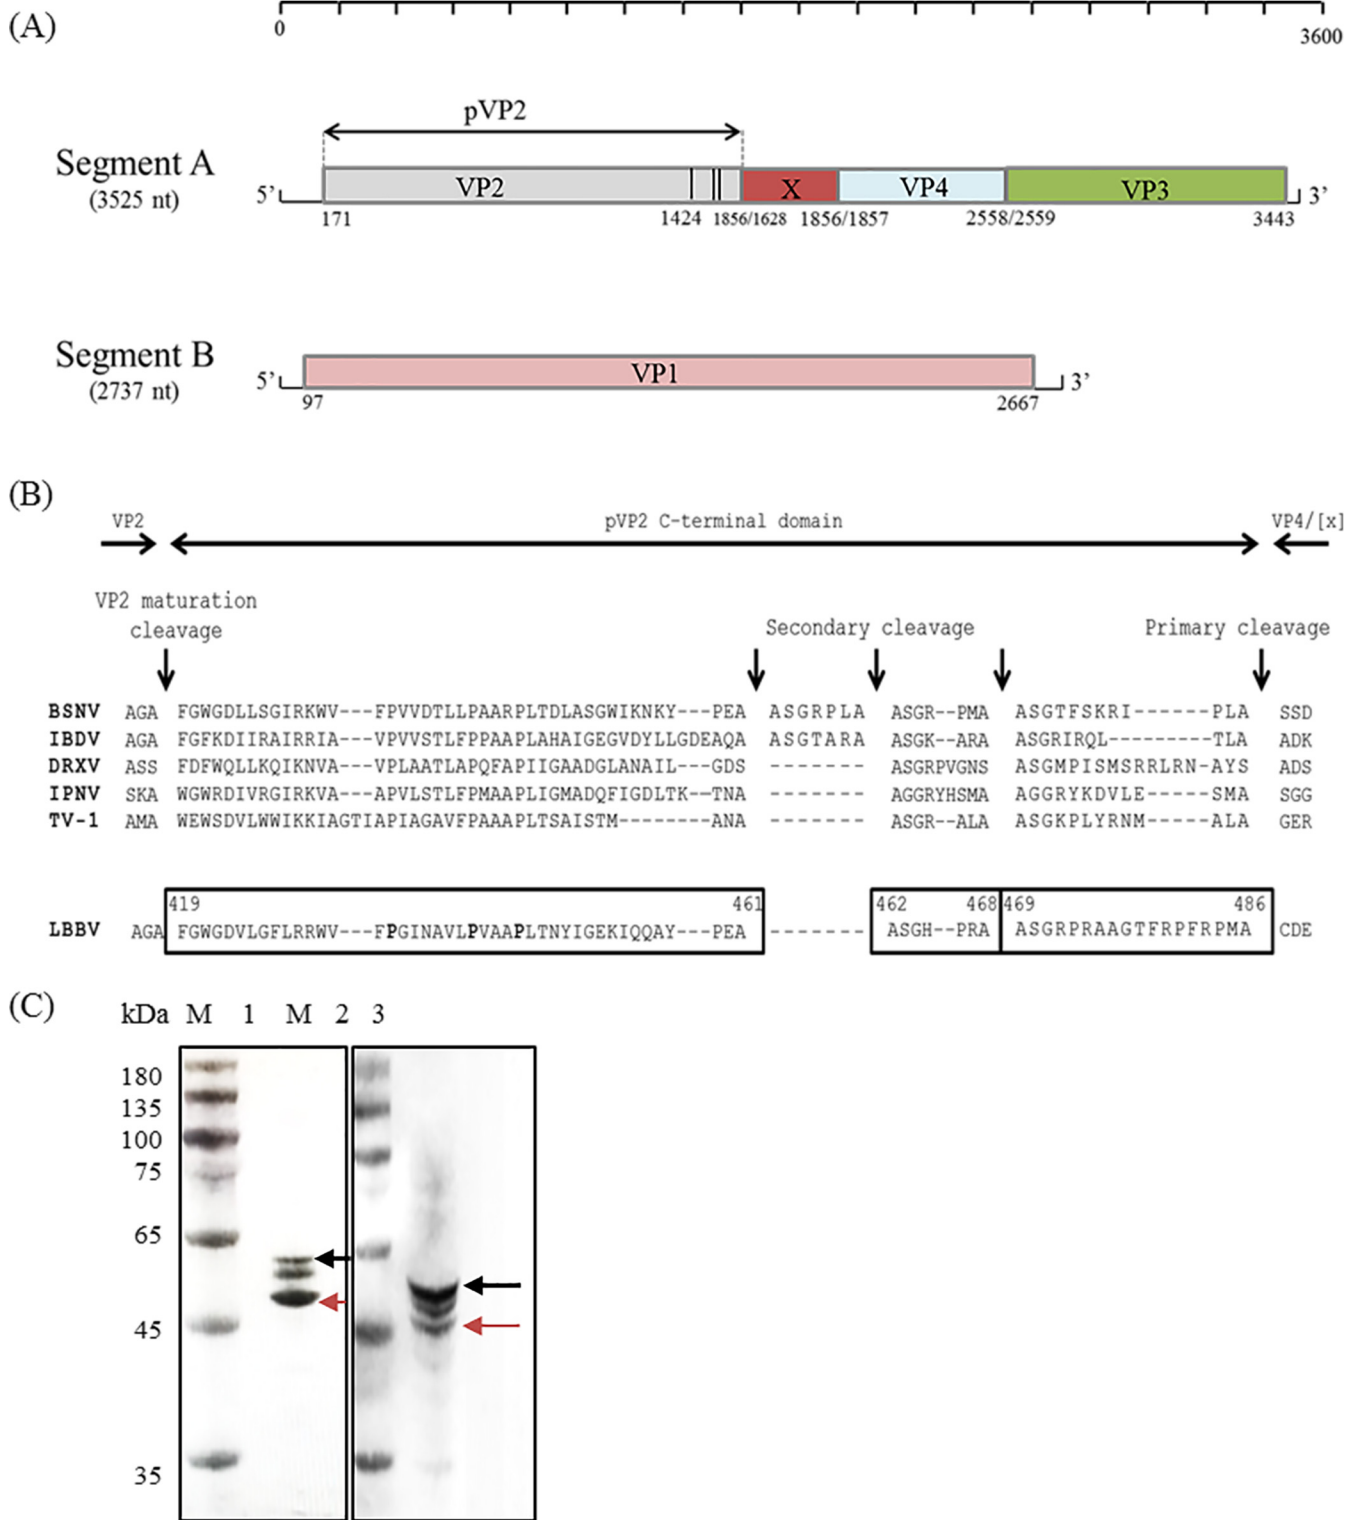 (A)
0
3600
pVP2
Segment A
(3525 nt)
5’
VP2
X
VP4
VP3
3’
171
1424
1856/1628
1856/1857
2558/2559
3443
Segment B
(2737 nt)
5’
VP1
3’
97
2667
(B)
VP2
pVP2 C-terminal domain
VP4/[x]
VP2 maturation
cleavage
Secondary cleavage
Primary cleavage
BSNV AGA FGWGDLLSGIRKWV---FPVVDTLLPAARPLTDLASGWIKNKY---PEA ASGRPLA ASGR--PMA ASGTFSKRI------PLA SSD
IBDV AGA FGFKDIIRAIRRIA---VPVVSTLFPPAAPLAHAIGEGVDYLLGDEAQA ASGTARA ASGK--ARA ASGRIRQL---------TLA ADK
DRXV ASS FDFWQLLKQIKNVA---VPLAATLAPQFAPIIGAADGLANAIL---GDS ------- ASGRPVGNS ASGMPISMSRRLRN-AYS ADS
IPNV SKA WGWRDIVRGIRKVA---APVLSTLFPMAAPLIGMADQFIGDLTK--TNA ------- AGGRYHSMA AGGRYKDVLE-----SMA SGG
TV-1 AMA WEWSDVLWWIKKIAGTIAPIAGAVFPAAAPLTSAISTM--------ANA ------- ASGR--ALA ASGKPLYRNM-----ALA GER
419 461 462 468 469 486
LBBV AGA FGWGDVLGFLRRWV---FPGINAVLPVAAPLTNYIGEKIQQAY---PEA ------- ASGH--PRA ASGRPRAAGTFRPFRPMA CDE
(C)
kDa M 1 M 2 3
180
135
100
75
65
45
35